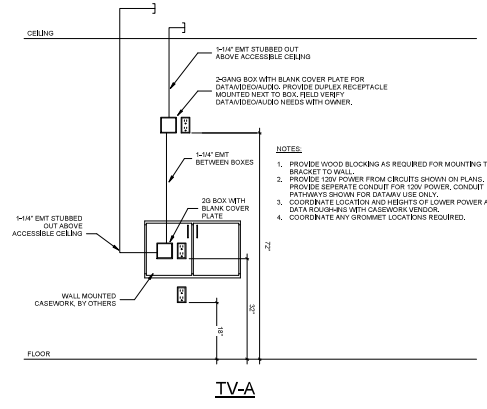 CEILING
1-1/4" EMT STUBBED OUT
ABOVE ACCESSIBLE CEILING
2-GANG BOX WITH BLANK COVER PLATE FOR
DATA/VIDEO/AUDIO. PROVIDE DUPLEX RECEPTACLE
MOUNTED NEXT TO BOX. FIELD VERIFY
DATA/VIDEO/AUDIO NEEDS WITH OWNER.
1-1/4" EMT
BETWEEN BOXES
NOTES:
1. PROVIDE WOOD BLOCKING AS REQUIRED FOR MOUNTING T
BRACKET TO WALL.
2. PROVIDE 120V POWER FROM CIRCUITS SHOWN ON PLANS.
PROVIDE SEPERATE CONDUIT FOR 120V POWER. CONDUIT
PATHWAYS SHOWN FOR DATA/AV USE ONLY.
3. COORDINATE LOCATION AND HEIGHTS OF LOWER POWER A
DATA ROUGH-INS WITH CASEWORK VENDOR.
4. COORDINATE ANY GROMMET LOCATIONS REQUIRED.
2G BOX WITH
BLANK COVER
PLATE
1-1/4" EMT STUBBED
OUT ABOVE
ACCESSIBLE CEILING
WALL MOUNTED
CASEWORK, BY OTHERS
72"
32"
18"
FLOOR
TV-A